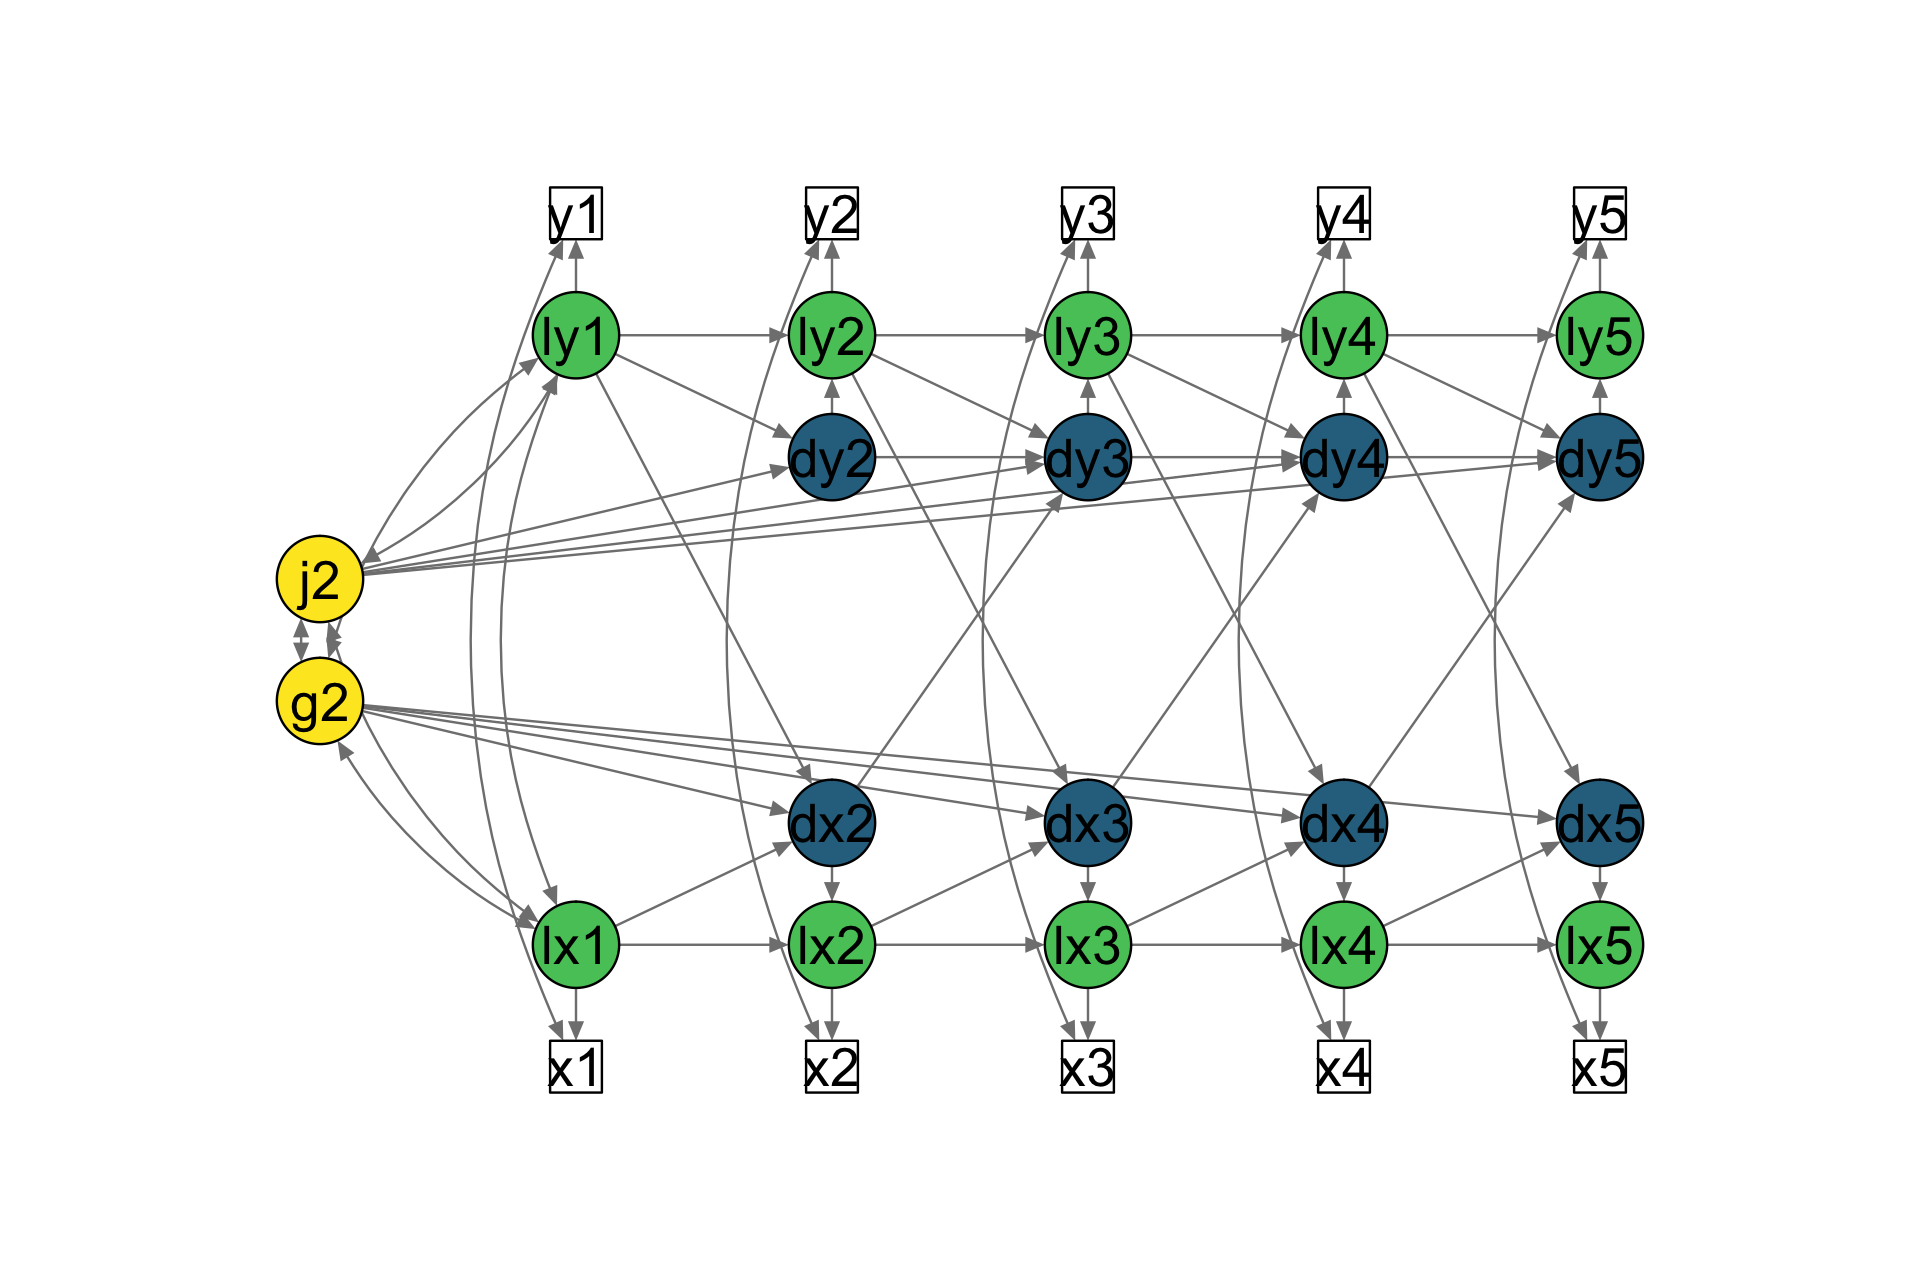 y1 y2 y3 y4 y5
ly1 ly2 ly3 ly4 ly5
dy2 dy3 dy4 dy5
j2
g2
dx2 dx3 dx4 dx5
lx1 lx2 lx3 lx4 lx5
x1 x2 x3 x4 x5